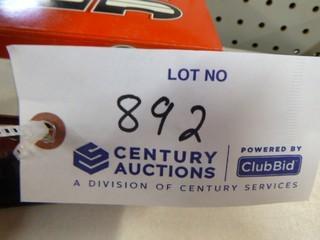 LOT NO
892
CENTURY AUCTIONS
POWERED BY
ClubBid
A DIVISION OF CENTURY SERVICES